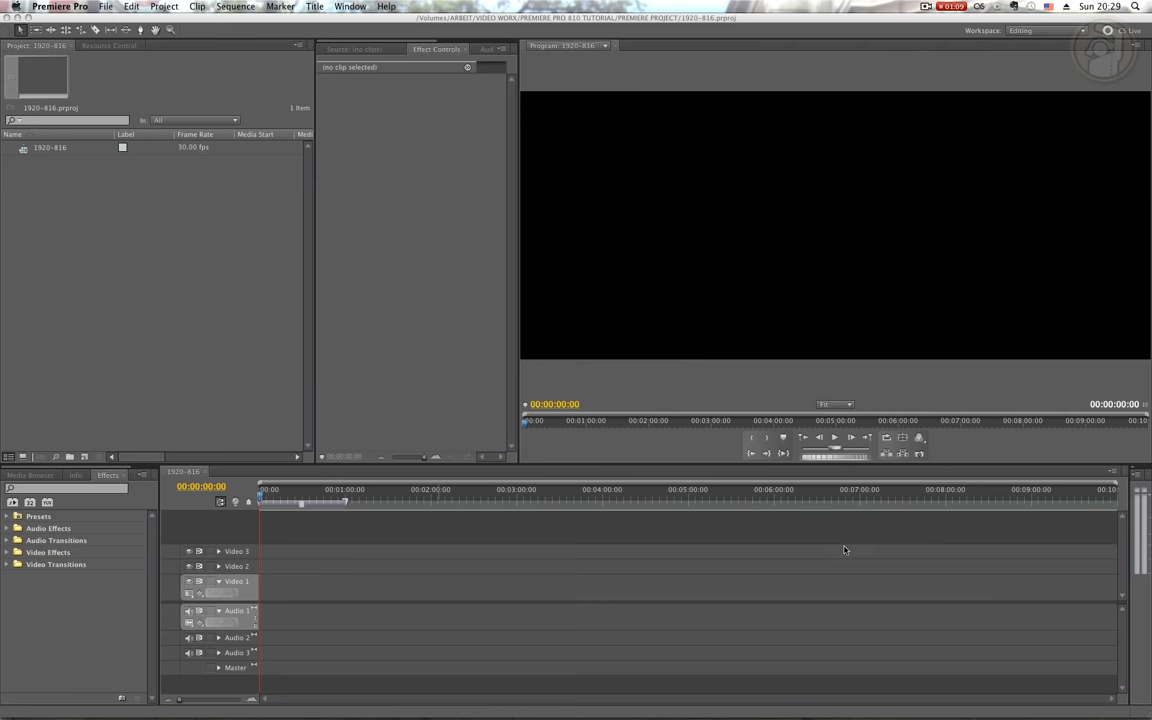 Premiere Pro File Edit Project Clip Sequence Marker Title Window Help 01:09 6 Sun 20:29
/Volumes/ARBEIT/VIDEO WORX/PREMIERE PRO 810 TUTORIAL/PREMIERE PROJECT/1920-816.prproj
Workspace: Editing CS Live
Project: 1920-816 Resource Central Source: (no clips) Effect Controls Aud Program: 1920-816
(no clip selected)
1920-816.prproj 1 Item
In: All
Name Label Frame Rate Media Start Medi
1920-816 30.00 fps
00:00:00:00 Fit 00:00:00:00
00:00 00:01:00:00 00:02:00:00 00:03:00:00 00:04:00:00 00:05:00:00 00:06:00:00 00:07:00:00 00:08:00:00 00:09:00:00 00:10
00:00:00:00
Media Browser Info Effects 1920-816
00:00:00:00 00:00 00:01:00:00 00:02:00:00 00:03:00:00 00:04:00:00 00:05:00:00 00:06:00:00 00:07:00:00 00:08:00:00 00:09:00:00 00:10:
Presets
Audio Effects
Audio Transitions
Video Effects
Video Transitions
Video 3
Video 2
Video 1
Audio 1
Audio 2
Audio 3
Master